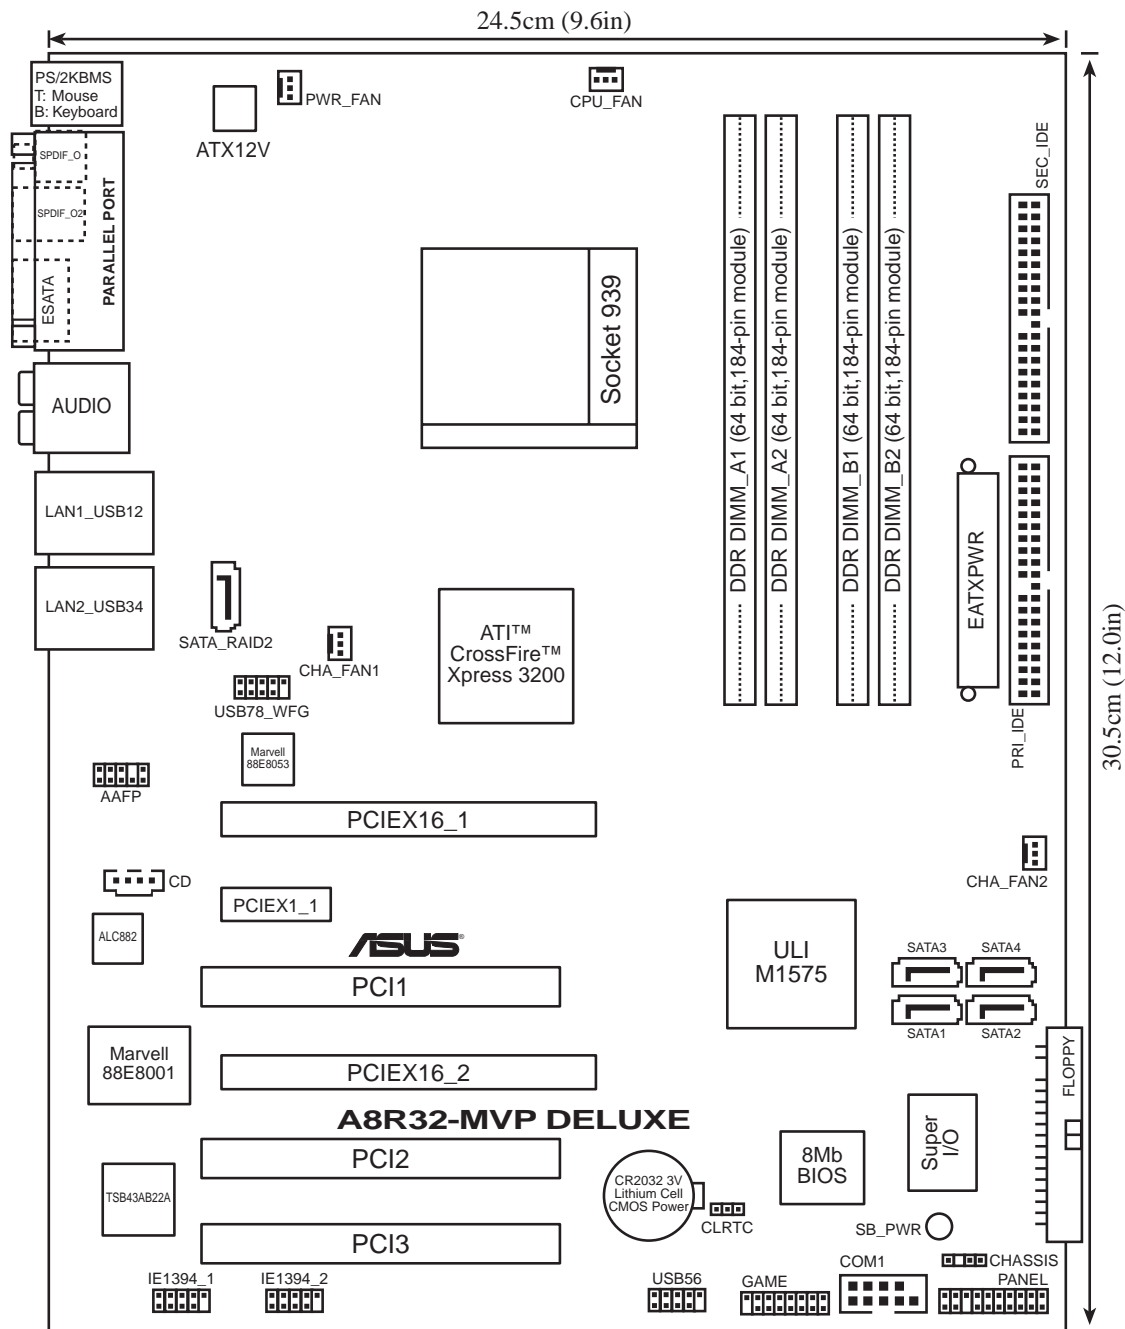 24.5cm (9.6in)
PS/2KBMS
T: Mouse
B: Keyboard
PWR_FAN
CPU_FAN
ATX12V
SPDIF_O
SPDIF_O2
ESATA
PARALLEL PORT
Socket 939
DDR DIMM_A1 (64 bit,184-pin module)
DDR DIMM_A2 (64 bit,184-pin module)
DDR DIMM_B1 (64 bit,184-pin module)
DDR DIMM_B2 (64 bit,184-pin module)
SEC_IDE
AUDIO
LAN1_USB12
EATXPWR
LAN2_USB34
SATA_RAID2
CHA_FAN1
ATI™
CrossFire™
Xpress 3200
USB78_WFG
PRI_IDE
30.5cm (12.0in)
Marvell
88E8053
AAFP
PCIEX16_1
CD
CHA_FAN2
PCIEX1_1
ALC882
ASUS®
ULI
M1575
SATA3
SATA4
PCI1
SATA1
SATA2
Marvell
88E8001
PCIEX16_2
FLOPPY
A8R32-MVP DELUXE
Super
I/O
PCI2
8Mb
BIOS
CR2032 3V
Lithium Cell
CMOS Power
TSB43AB22A
CLRTC
SB_PWR
PCI3
COM1
CHASSIS
IE1394_1
IE1394_2
USB56
GAME
PANEL